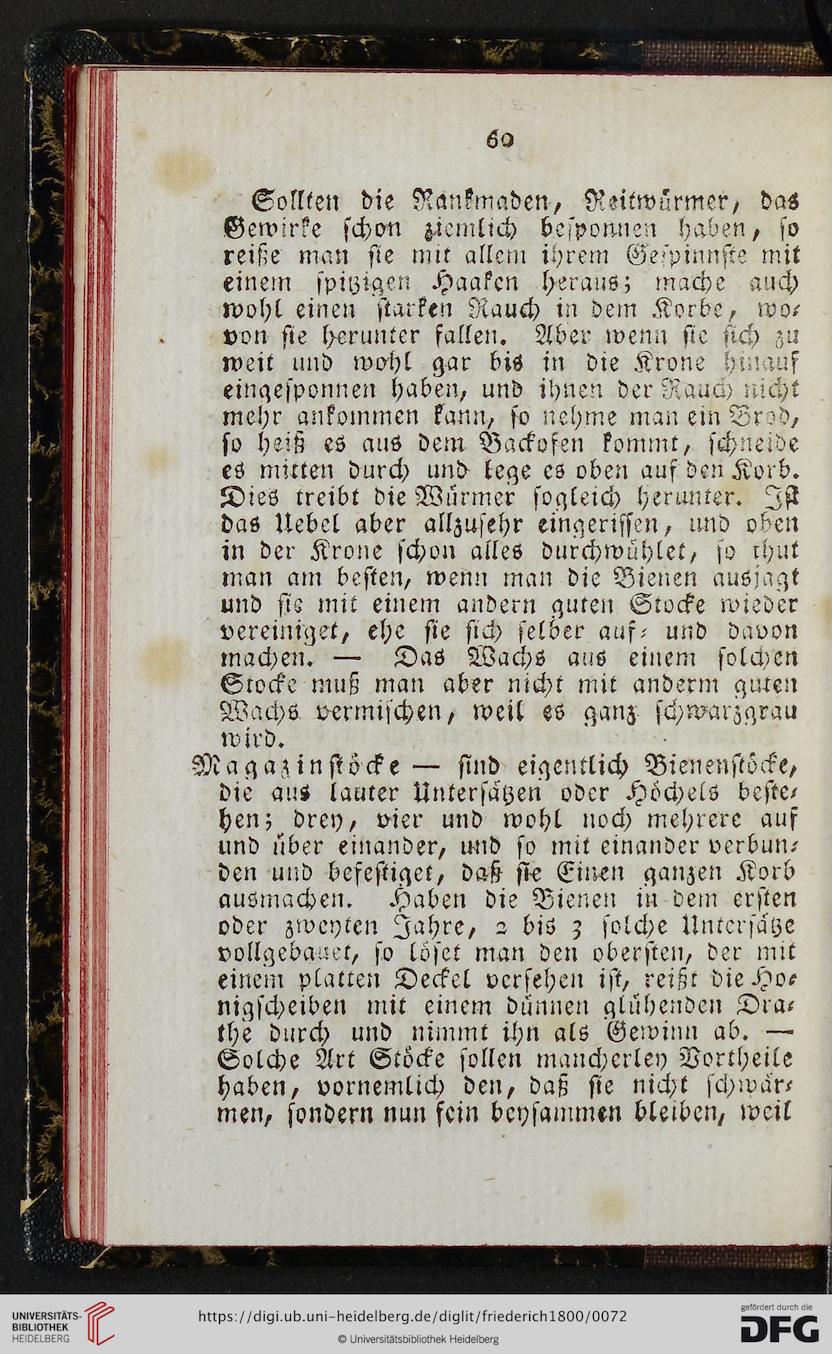 60
Sollten die Rankmaden, Reitwürmer, das
Gewirke schon ziemlich besponnen haben, so
reiße man sie mit allem ihrem Gespinnste mit
einem spitzigen Haaken heraus; mache auch
wohl einen starken Rauch in dem Korbe, wo-
von sie herunter fallen. Aber wenn sie sich zu
weit und wohl gar bis in die Krone hinauf
eingesponnen haben, und ihnen der Rauch nicht
mehr ankommen kann, so nehme man ein Brod,
so heiß es aus dem Backofen kommt, schneide
es mitten durch und lege es oben auf den Korb.
Dies treibt die Würmer sogleich herunter. Ist
das Uebel aber allzusehr eingerissen, und oben
in der Krone schon alles durchwühlet, so thut
man am besten, wenn man die Bienen ausjagt
und sie mit einem andern guten Stocke wieder
vereiniget, ehe sie sich selber auf- und davon
machen. — Das Wachs aus einem solchen
Stocke muß man aber nicht mit anderm guten
Wachs vermischen, weil es ganz schwarzgrau
wird.
Magazinstöcke — sind eigentlich Bienenstöcke,
die aus lauter Untersätzen oder Höchels beste-
hen; drey, vier und wohl noch mehrere auf
und über einander, und so mit einander verbun-
den und befestiget, daß sie Einen ganzen Korb
ausmachen. Haben die Bienen in dem ersten
oder zweyten Jahre, 2 bis 3 solche Untersätze
vollgebauet, so löset man den obersten, der mit
einem platten Deckel versehen ist, reißt die Ho-
nigscheiben mit einem dünnen glühenden Dra-
the durch und nimmt ihn als Gewinn ab. —
Solche Art Stöcke sollen mancherley Vortheile
haben, vornemlich den, daß sie nicht schwär-
men, sondern nun fein beysammen bleiben, weil
UNIVERSITÄTS-
BIBLIOTHEK
HEIDELBERG
https://digi.ub.uni-heidelberg.de/diglit/friederich1800/0072
© Universitätsbibliothek Heidelberg
gefördert durch die
DFG